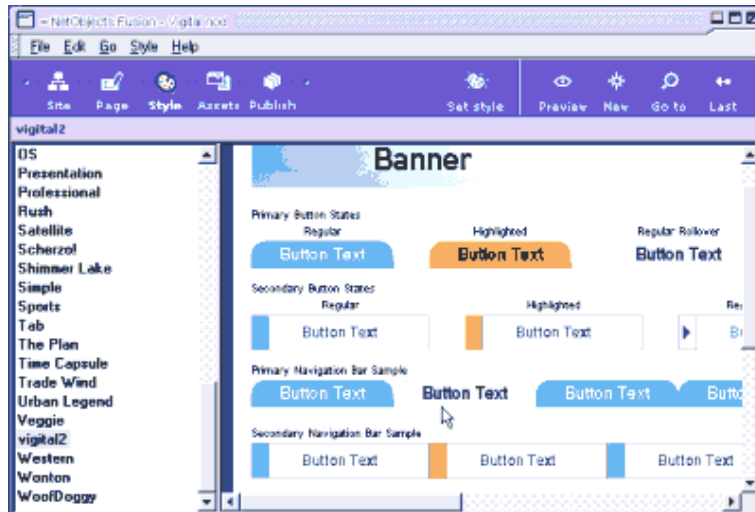 NetObjects Fusion - Vigital.nod
File Edit Go Style Help
Site Page Style Assets Publish Set style Preview New Go to Last
vigital2
OS
Presentation
Professional
Rush
Satellite
Scherzo!
Shimmer Lake
Simple
Sports
Tab
The Plan
Time Capsule
Trade Wind
Urban Legend
Veggie
vigital2
Western
Wonton
WoofDoggy
Banner
Primary Button States
Regular Highlighted Regular Rollover
Button Text Button Text Button Text
Secondary Button States
Regular Highlighted
Button Text Button Text
Primary Navigation Bar Sample
Button Text Button Text Button Text
Secondary Navigation Bar Sample
Button Text Button Text Button Text